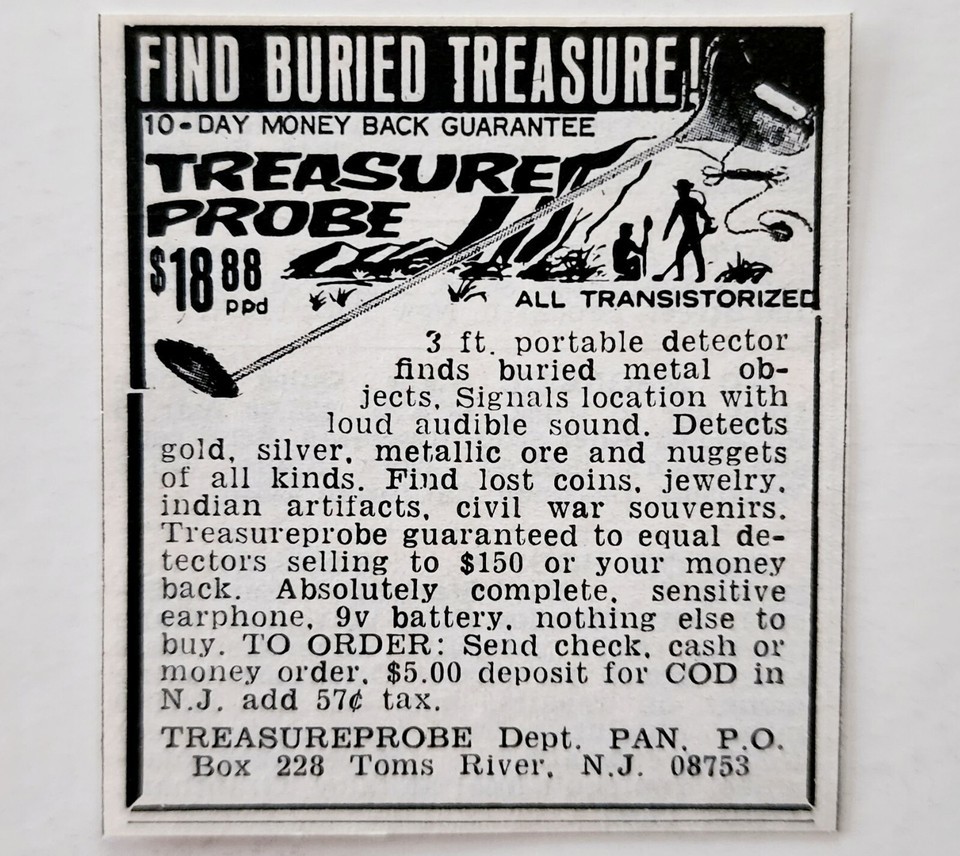 FIND BURIED TREASURE!
10-DAY MONEY BACK GUARANTEE
TREASURE
PROBE
$18 88
ppd
ALL TRANSISTORIZED
3 ft. portable detector
finds buried metal ob-
jects. Signals location with
loud audible sound. Detects
gold, silver, metallic ore and nuggets
of all kinds. Find lost coins, jewelry,
indian artifacts, civil war souvenirs.
Treasureprobe guaranteed to equal de-
tectors selling to $150 or your money
back. Absolutely complete, sensitive
earphone, 9v battery, nothing else to
buy. TO ORDER: Send check, cash or
money order, $5.00 deposit for COD in
N.J. add 57¢ tax.
TREASUREPROBE Dept. PAN, P.O.
Box 228 Toms River, N.J. 08753